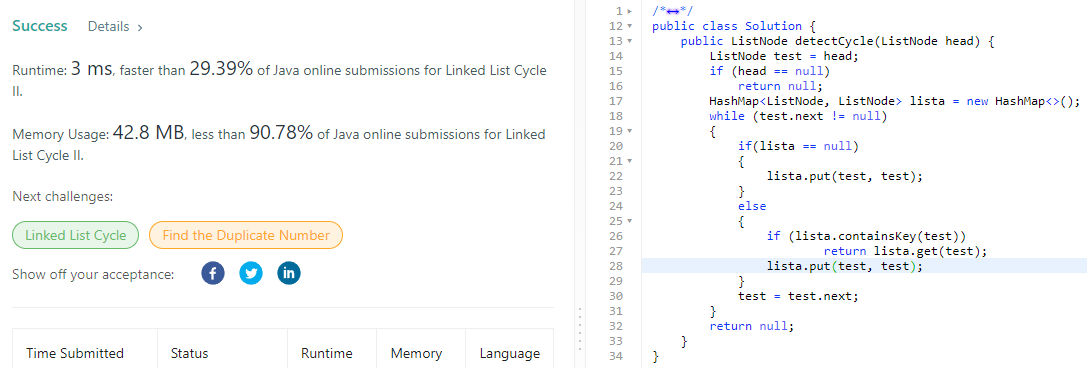 Success Details >
Runtime: 3 ms, faster than 29.39% of Java online submissions for Linked List Cycle
II.
Memory Usage: 42.8 MB, less than 90.78% of Java online submissions for Linked
List Cycle II.
Next challenges:
Linked List Cycle Find the Duplicate Number
Show off your acceptance:
Time Submitted Status Runtime Memory Language
1 /*↔*/
12 public class Solution {
13     public ListNode detectCycle(ListNode head) {
14         ListNode test = head;
15         if (head == null)
16             return null;
17         HashMap<ListNode, ListNode> lista = new HashMap<>();
18         while (test.next != null)
19         {
20             if(lista == null)
21             {
22                 lista.put(test, test);
23             }
24             else
25             {
26                 if (lista.containsKey(test))
27                         return lista.get(test);
28                 lista.put(test, test);
29             }
30             test = test.next;
31         }
32         return null;
33     }
34 }